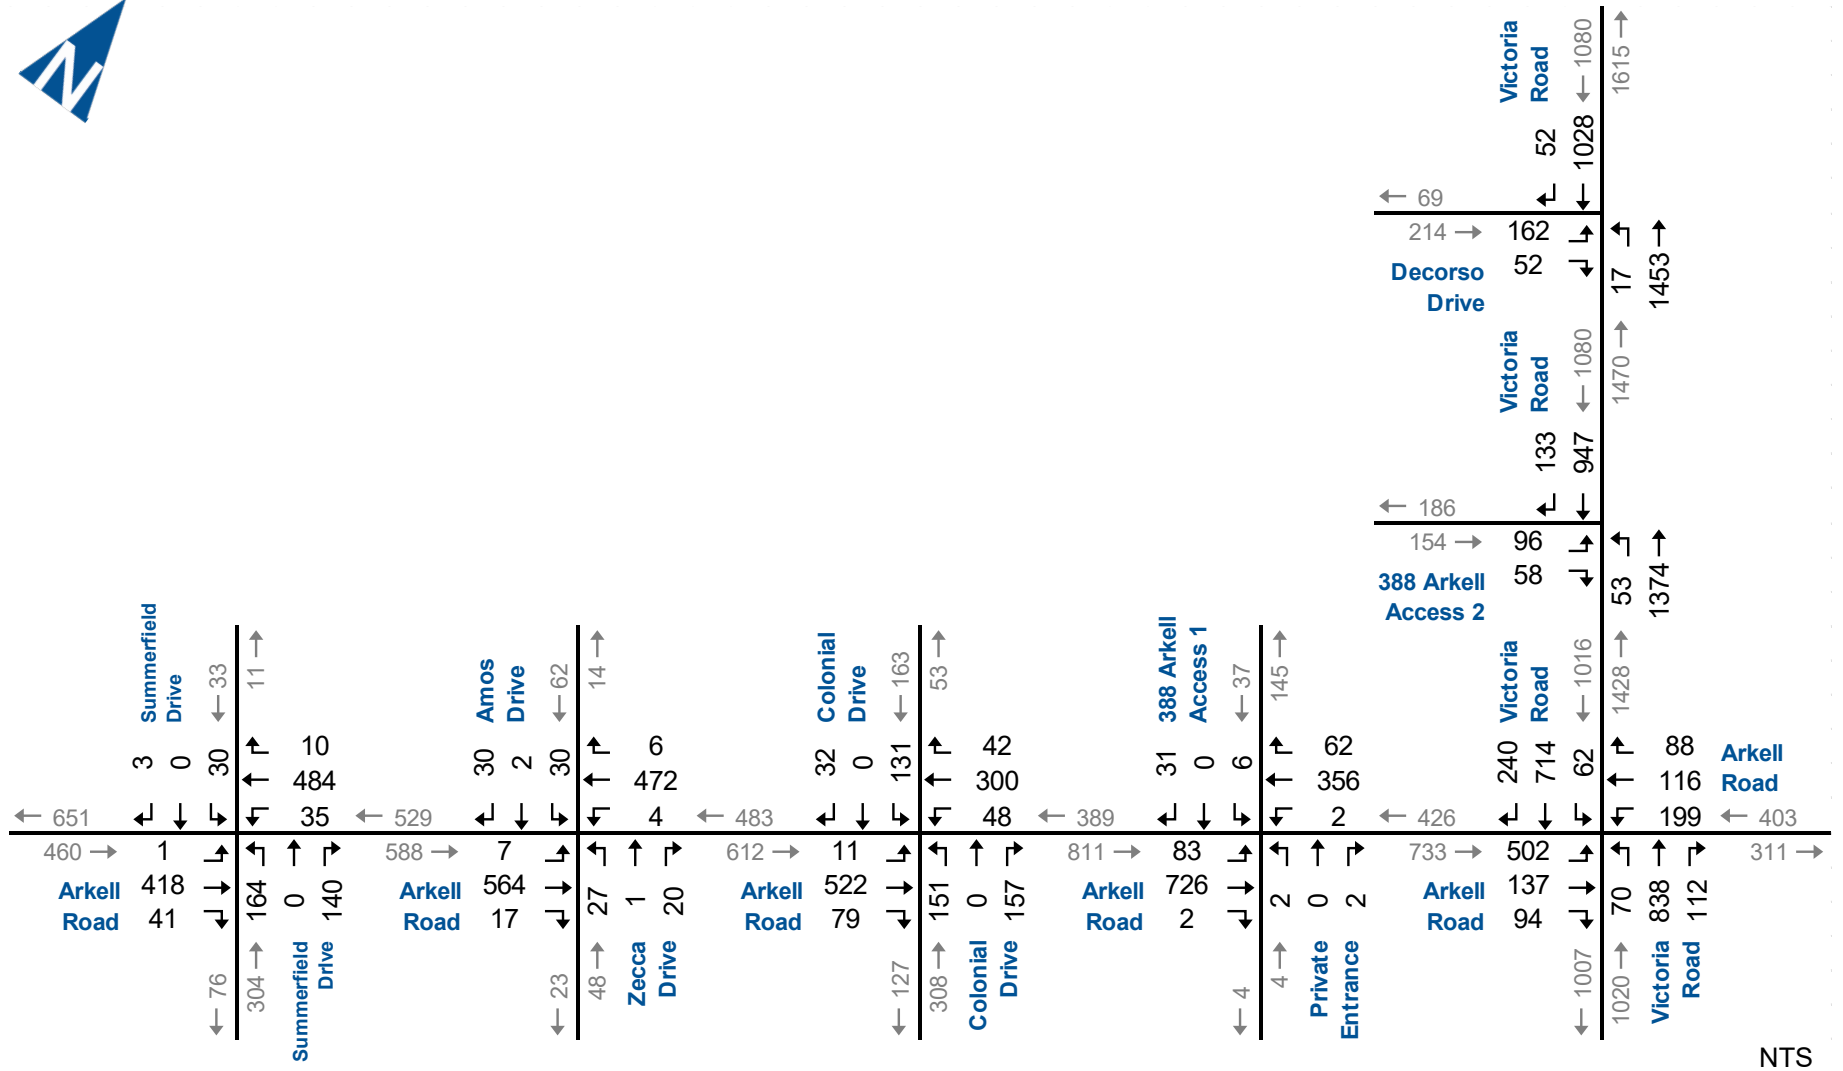 N
Victoria
Road
1080
1615
52
1028
69
214
162
52
Decorso
Drive
17
1453
Victoria
Road
1080
1470
133
947
186
154
96
58
388 Arkell
Access 2
53
1374
Summerfield
Drive
33
11
3
0
30
10
484
35
651
460
1
418
41
Arkell
Road
164
0
140
76
304
Summerfield
Drive
Amos
Drive
62
14
30
2
30
6
472
4
529
588
7
564
17
Arkell
Road
27
1
20
23
48
Zecca
Drive
Colonial
Drive
163
53
32
0
131
42
300
48
483
612
11
522
79
Arkell
Road
151
0
157
127
308
Colonial
Drive
388 Arkell
Access 1
37
145
31
0
6
62
356
2
389
811
83
726
2
Arkell
Road
2
0
2
4
4
Private
Entrance
Victoria
Road
1016
1428
240
714
62
88
116
199
Arkell
Road
403
426
733
502
137
94
Arkell
Road
70
838
112
311
1007
1020
Victoria
Road
NTS